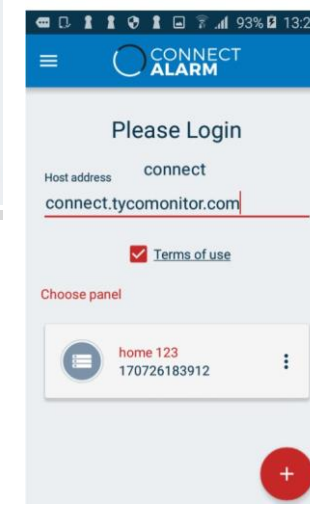 93% 13:2
CONNECT
ALARM
Please Login
Host address connect
connect.tycomonitor.com
Terms of use
Choose panel
home 123
170726183912
+